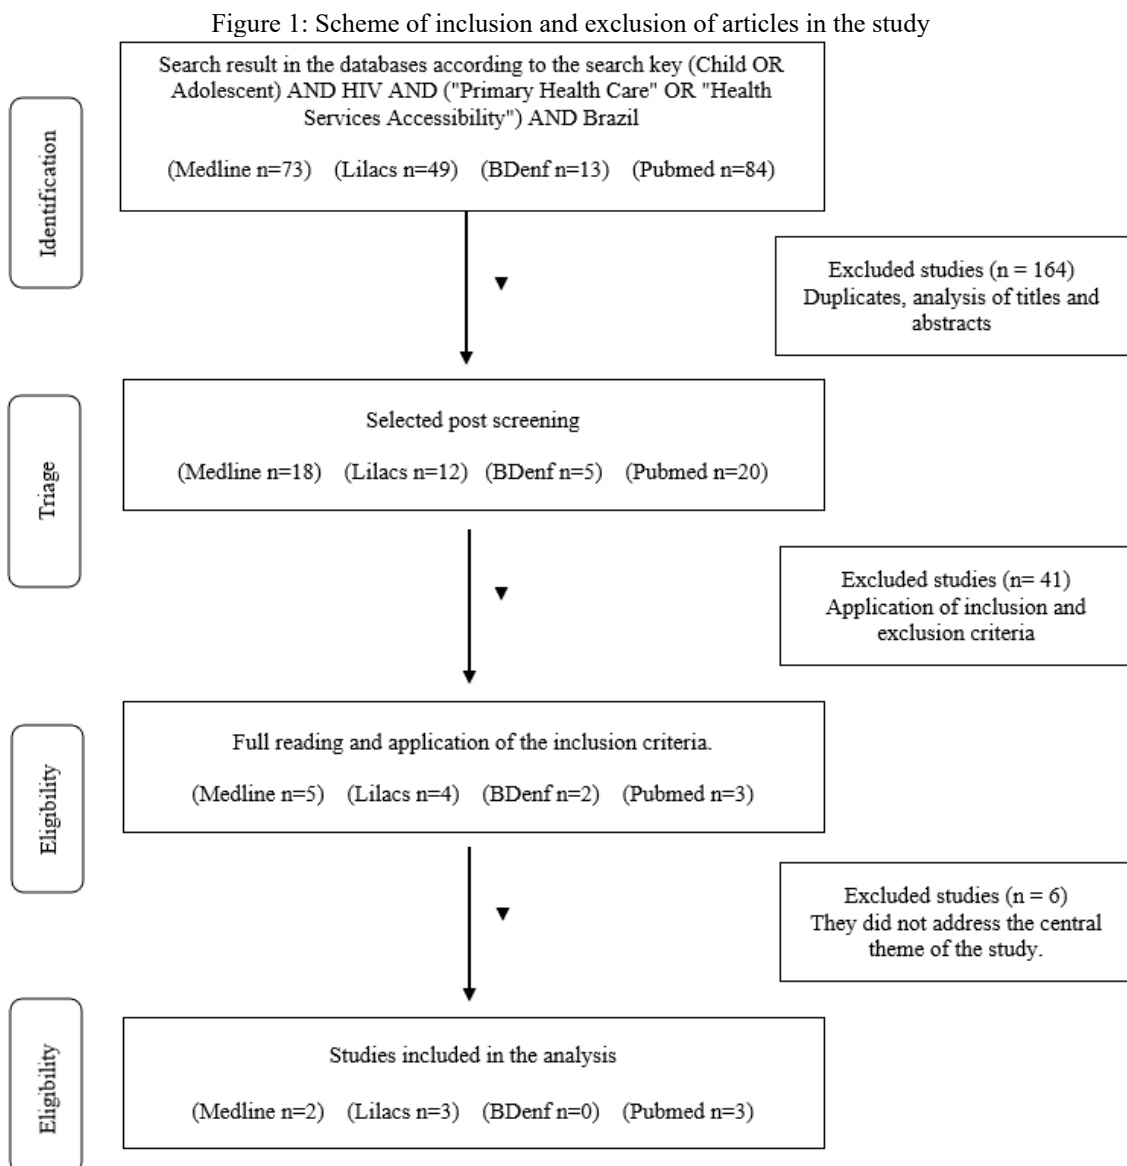 Figure 1: Scheme of inclusion and exclusion of articles in the study
Search result in the databases according to the search key (Child OR
Adolescent) AND HIV AND ("Primary Health Care" OR "Health
Services Accessibility") AND Brazil
(Medline n=73) (Lilacs n=49) (BDenf n=13) (Pubmed n=84)
Identification
Excluded studies (n = 164)
Duplicates, analysis of titles and
abstracts
Selected post screening
(Medline n=18) (Lilacs n=12) (BDenf n=5) (Pubmed n=20)
Triage
Excluded studies (n= 41)
Application of inclusion and
exclusion criteria
Full reading and application of the inclusion criteria.
(Medline n=5) (Lilacs n=4) (BDenf n=2) (Pubmed n=3)
Eligibility
Excluded studies (n = 6)
They did not address the central
theme of the study.
Studies included in the analysis
(Medline n=2) (Lilacs n=3) (BDenf n=0) (Pubmed n=3)
Eligibility